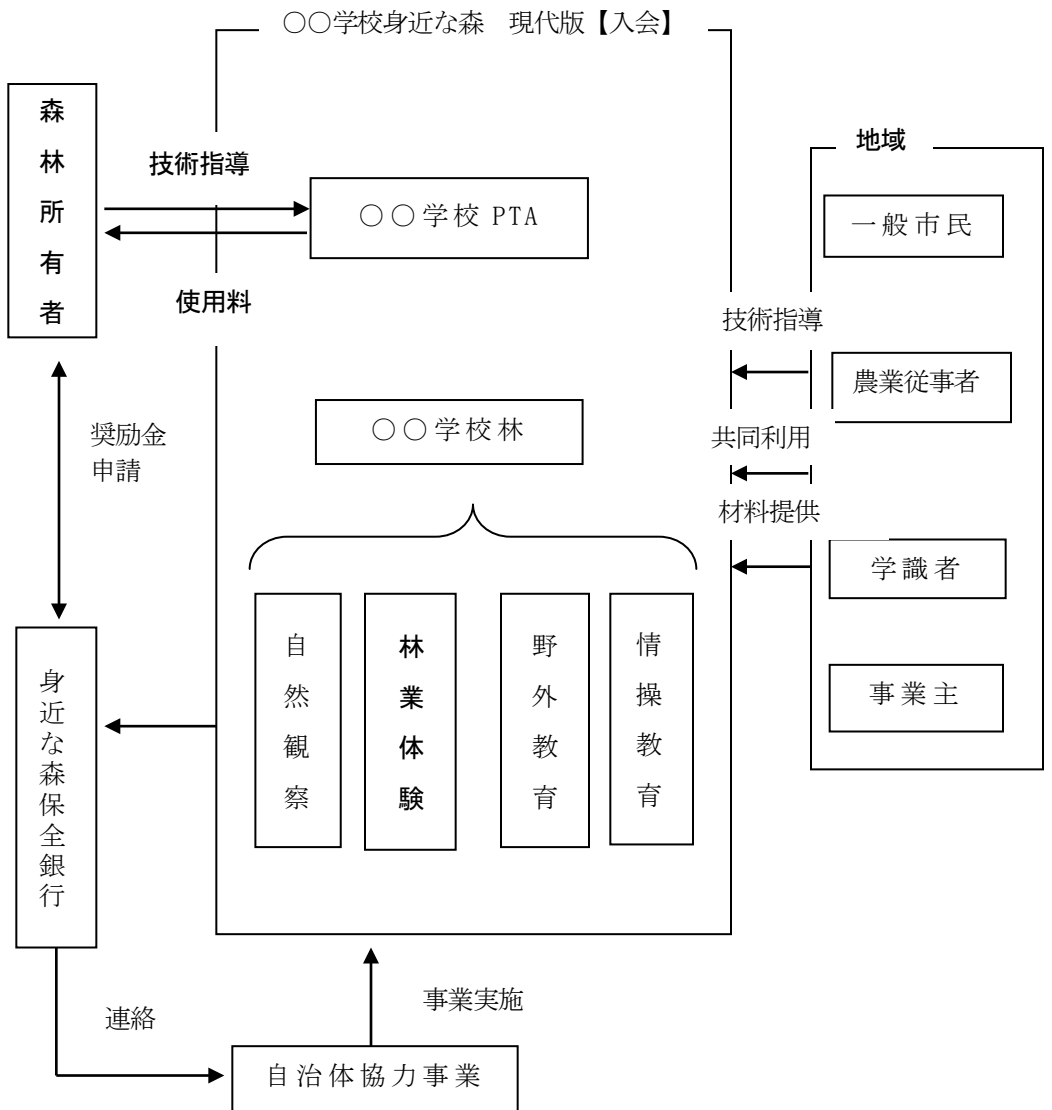 ○○学校身近な森　現代版【入会】
森林所有者
技術指導
使用料
○○学校 PTA
地域
一般市民
技術指導
農業従事者
共同利用
材料提供
学識者
事業主
○○学校林
奨励金
申請
自然観察
林業体験
野外教育
情操教育
身近な森保全銀行
連絡
事業実施
自治体協力事業